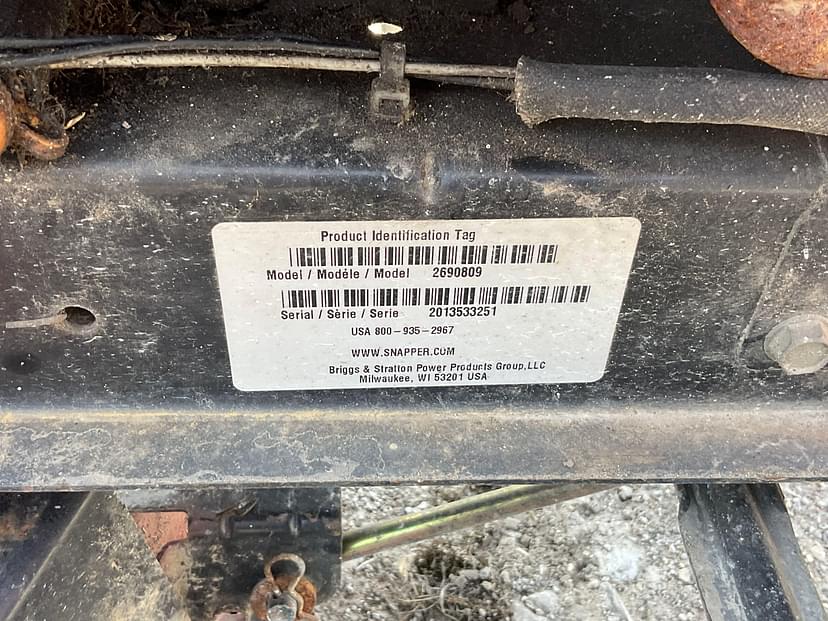 Product Identification Tag
Model / Modéle / Model 2690809
Serial / Sèrie / Serie 2013533251
USA 800-935-2967
WWW.SNAPPER.COM
Briggs & Stratton Power Products Group,LLC
Milwaukee, WI 53201 USA